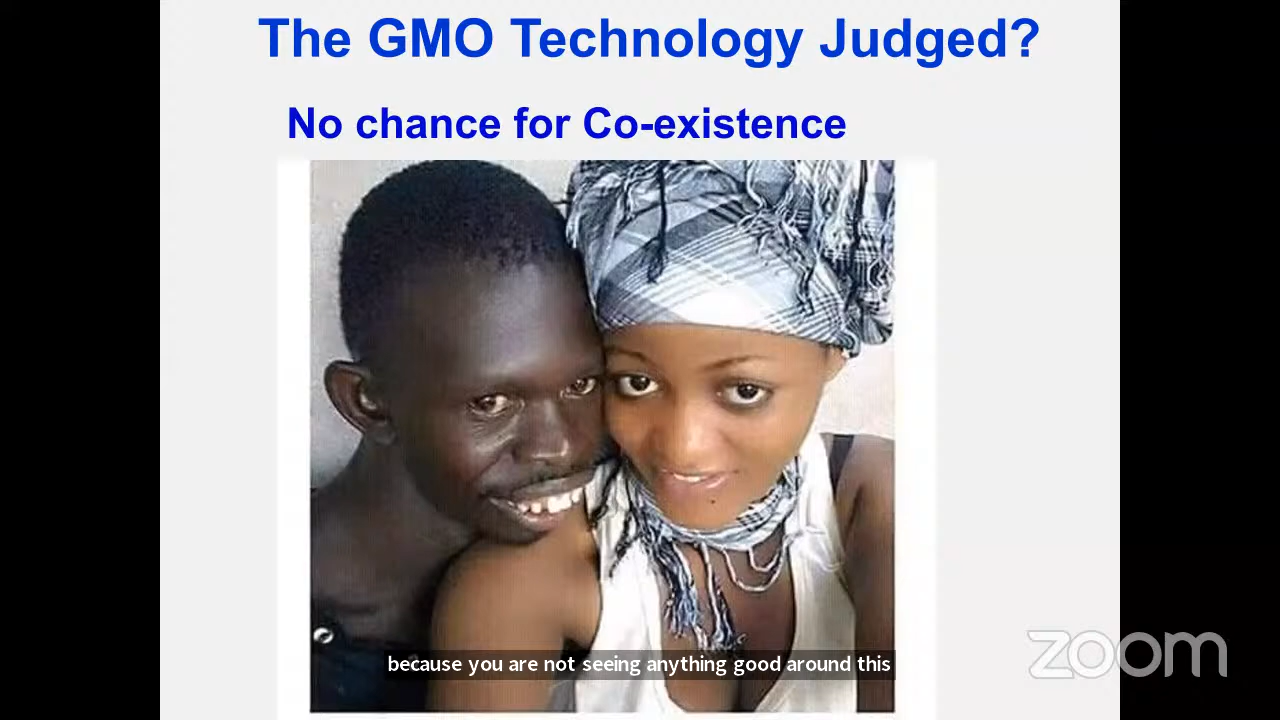 The GMO Technology Judged?
No chance for Co-existence
because you are not seeing anything good around this
zoom